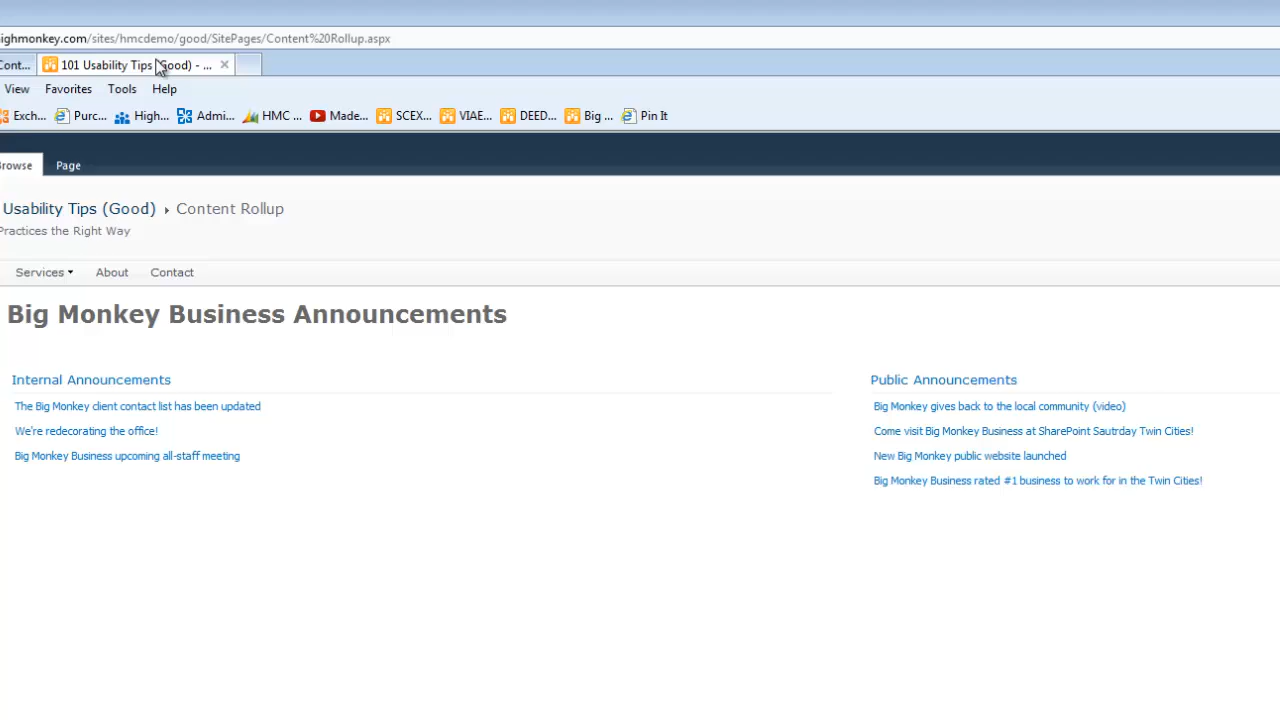 ighmonkey.com/sites/hmcdemo/good/SitePages/Content%20Rollup.aspx
Cont... 101 Usability Tips (Good) - ...
View Favorites Tools Help
Exch... Purc... High... Admi... HMC ... Made... SCEX... VIAE... DEED... Big ... Pin It
Browse Page
Usability Tips (Good) Content Rollup
Practices the Right Way
Services About Contact
Big Monkey Business Announcements
Internal Announcements
The Big Monkey client contact list has been updated
We're redecorating the office!
Big Monkey Business upcoming all-staff meeting
Public Announcements
Big Monkey gives back to the local community (video)
Come visit Big Monkey Business at SharePoint Sautrday Twin Cities!
New Big Monkey public website launched
Big Monkey Business rated #1 business to work for in the Twin Cities!